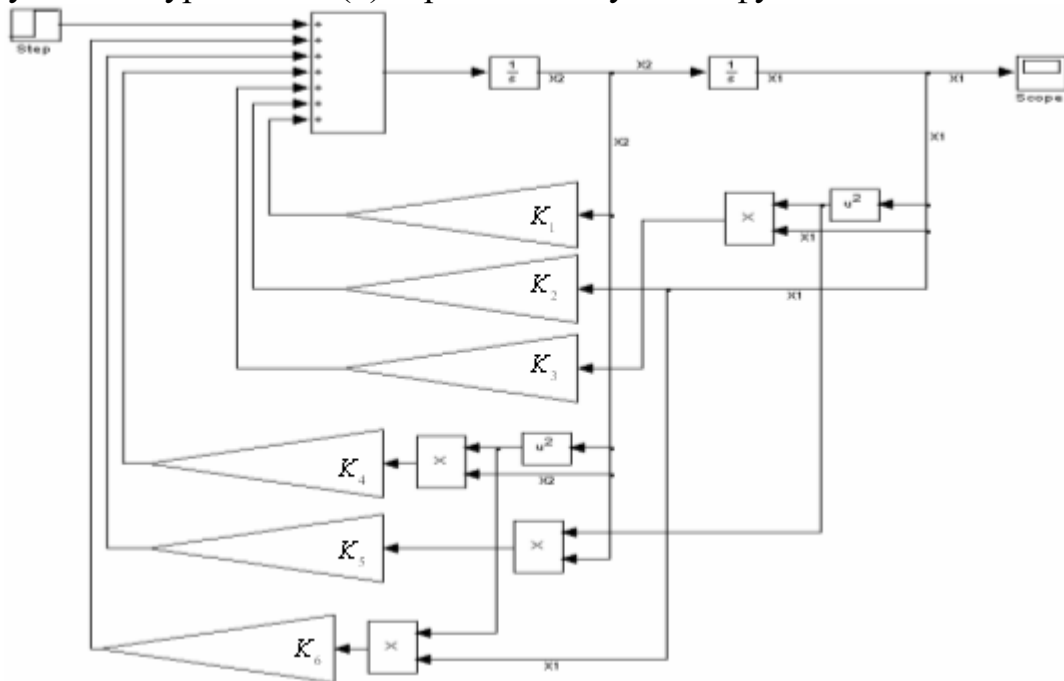 Step
1
s
X2
X2
1
s
X1
X1
Scope
X2
X1
K₁
×
u²
X1
K₂
X1
K₃
K₄
×
u²
X2
K₅
×
K₆
×
X1